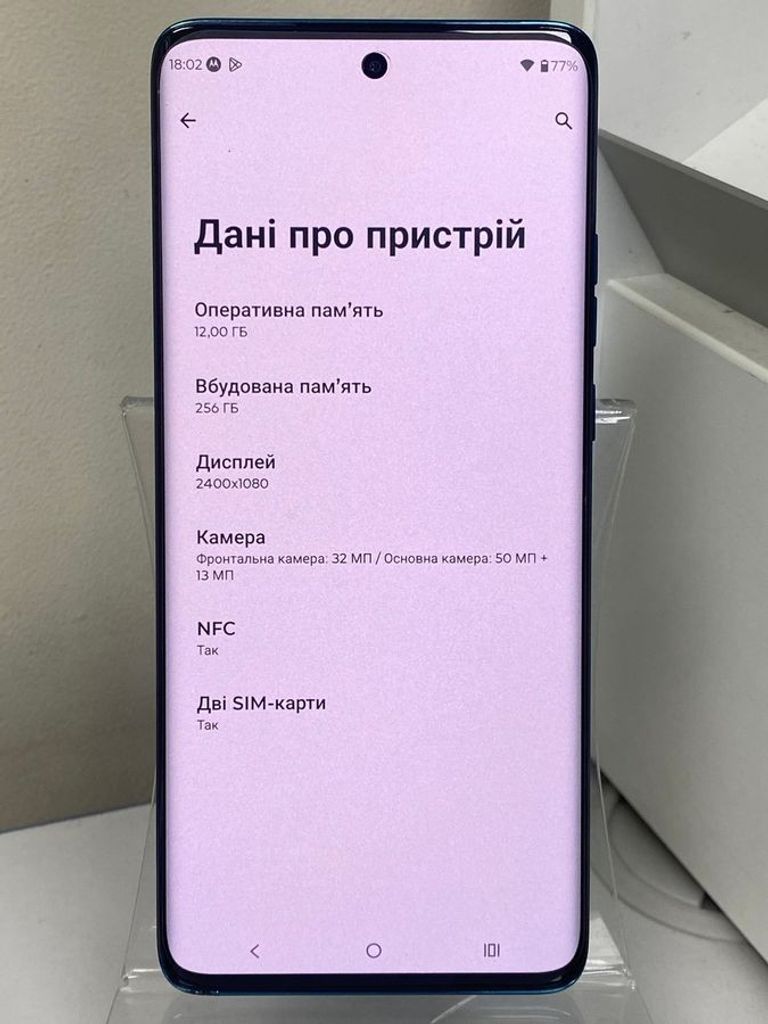 18:02 77%
Дані про пристрій
Оперативна пам’ять
12,00 ГБ
Вбудована пам’ять
256 ГБ
Дисплей
2400x1080
Камера
Фронтальна камера: 32 МП / Основна камера: 50 МП +
13 МП
NFC
Так
Дві SIM-карти
Так